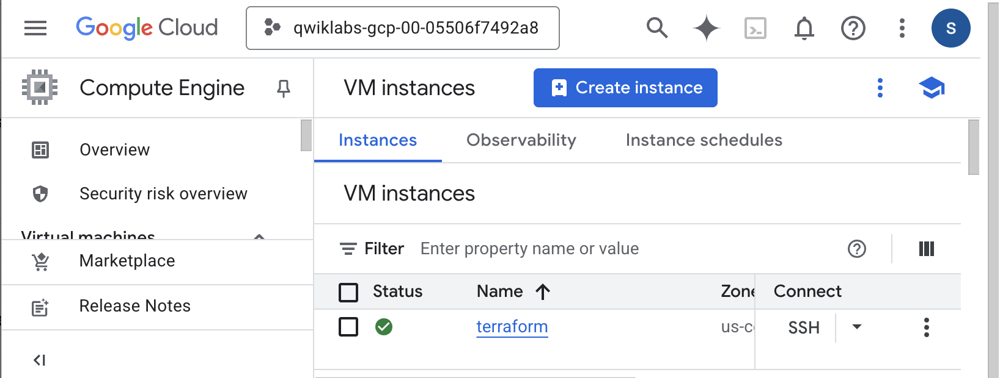 Google Cloud
qwiklabs-gcp-00-05506f7492a8
S
Compute Engine
VM instances
Create instance
Overview
Security risk overview
Virtual machines
Marketplace
Release Notes
Instances
Observability
Instance schedules
VM instances
Filter Enter property name or value
Status Name Zone Connect
terraform us-c SSH